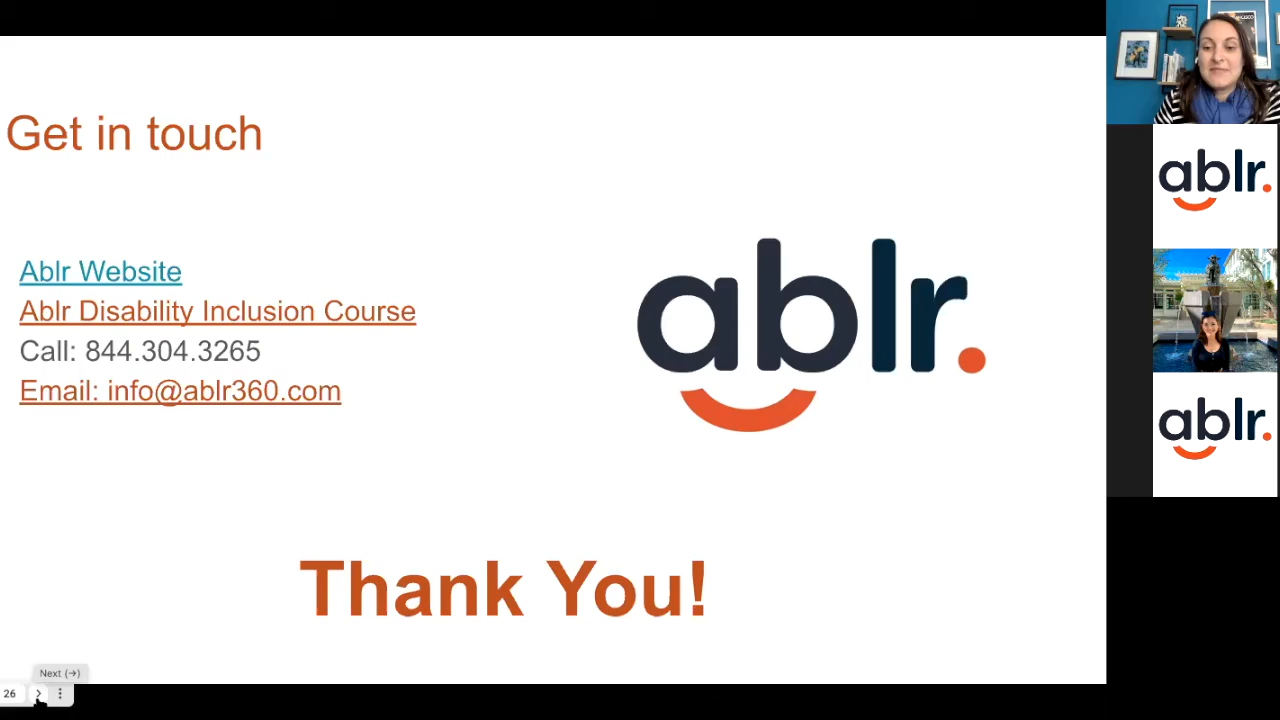 Get in touch
Ablr Website
Ablr Disability Inclusion Course
Call: 844.304.3265
Email: info@ablr360.com
ablr.
Thank You!
Next (→)
26
ablr.
ablr.